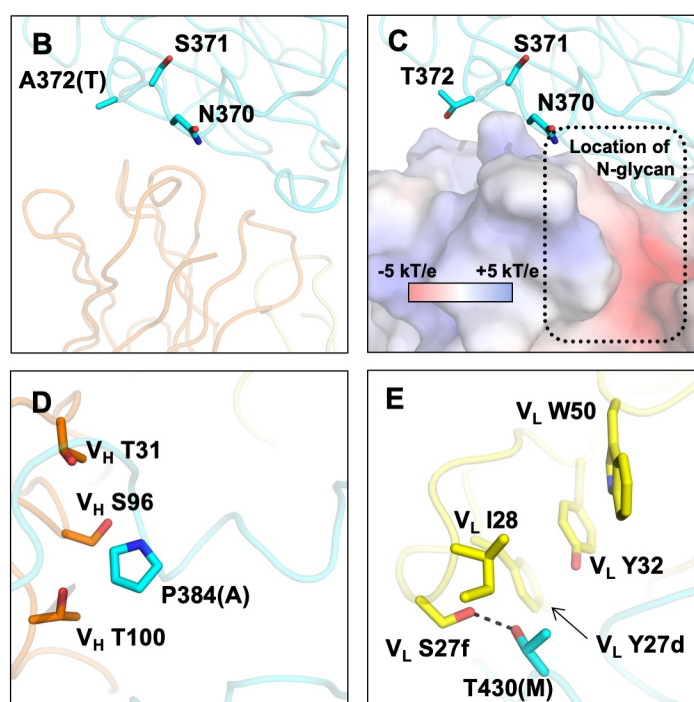 B
S371
A372(T)
N370
C
S371
T372
N370
Location of
N-glycan
-5 kT/e +5 kT/e
D
VH T31
VH S96
P384(A)
VH T100
E
VL W50
VL I28
VL Y32
VL S27f
VL Y27d
T430(M)